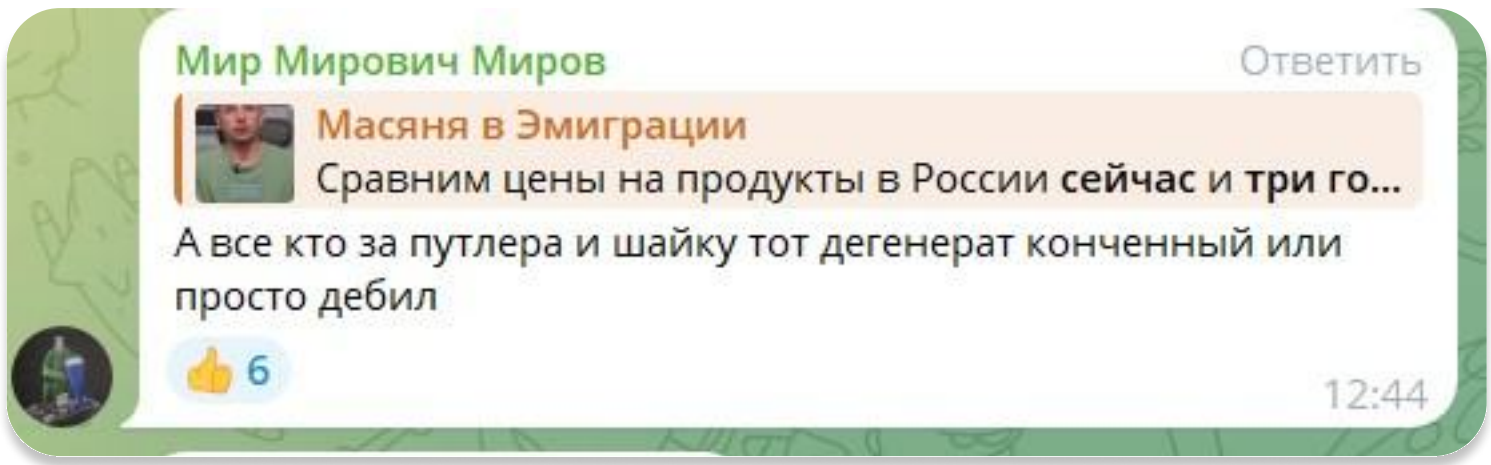 Мир Мирович Миров
Ответить
Масяня в Эмиграции
Сравним цены на продукты в России сейчас и три го...
А все кто за путлера и шайку тот дегенерат конченный или
просто дебил
👍 6
12:44